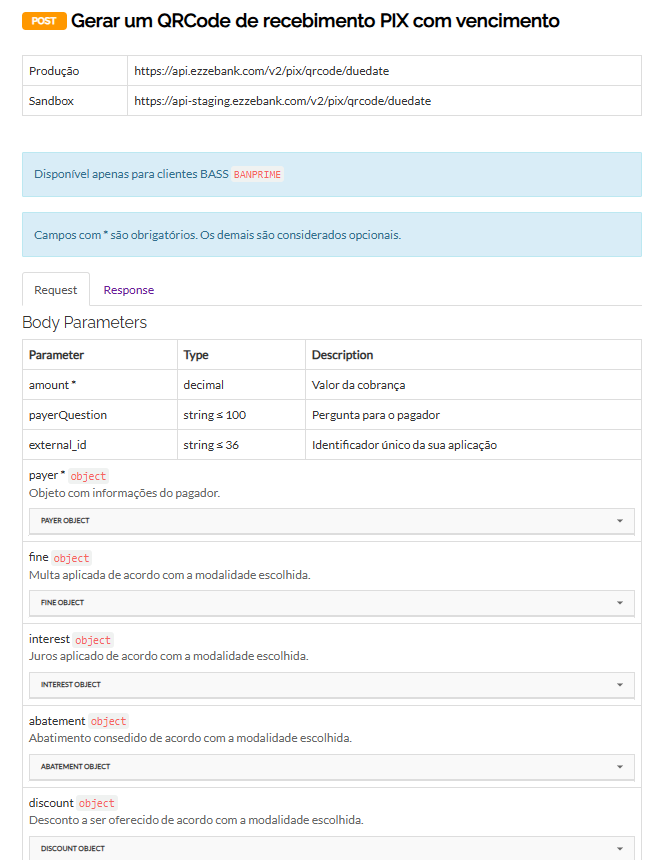 POST Gerar um QRCode de recebimento PIX com vencimento
Produção https://api.ezzebank.com/v2/pix/qrcode/duedate
Sandbox https://api-staging.ezzebank.com/v2/pix/qrcode/duedate
Disponível apenas para clientes BASS BANPRIME
Campos com * são obrigatórios. Os demais são considerados opcionais.
Request Response
Body Parameters
Parameter Type Description
amount * decimal Valor da cobrança
payerQuestion string ≤ 100 Pergunta para o pagador
external_id string ≤ 36 Identificador único da sua aplicação
payer * object
Objeto com informações do pagador.
PAYER OBJECT
fine object
Multa aplicada de acordo com a modalidade escolhida.
FINE OBJECT
interest object
Juros aplicado de acordo com a modalidade escolhida.
INTEREST OBJECT
abatement object
Abatimento consedido de acordo com a modalidade escolhida.
ABATEMENT OBJECT
discount object
Desconto a ser oferecido de acordo com a modalidade escolhida.
DISCOUNT OBJECT